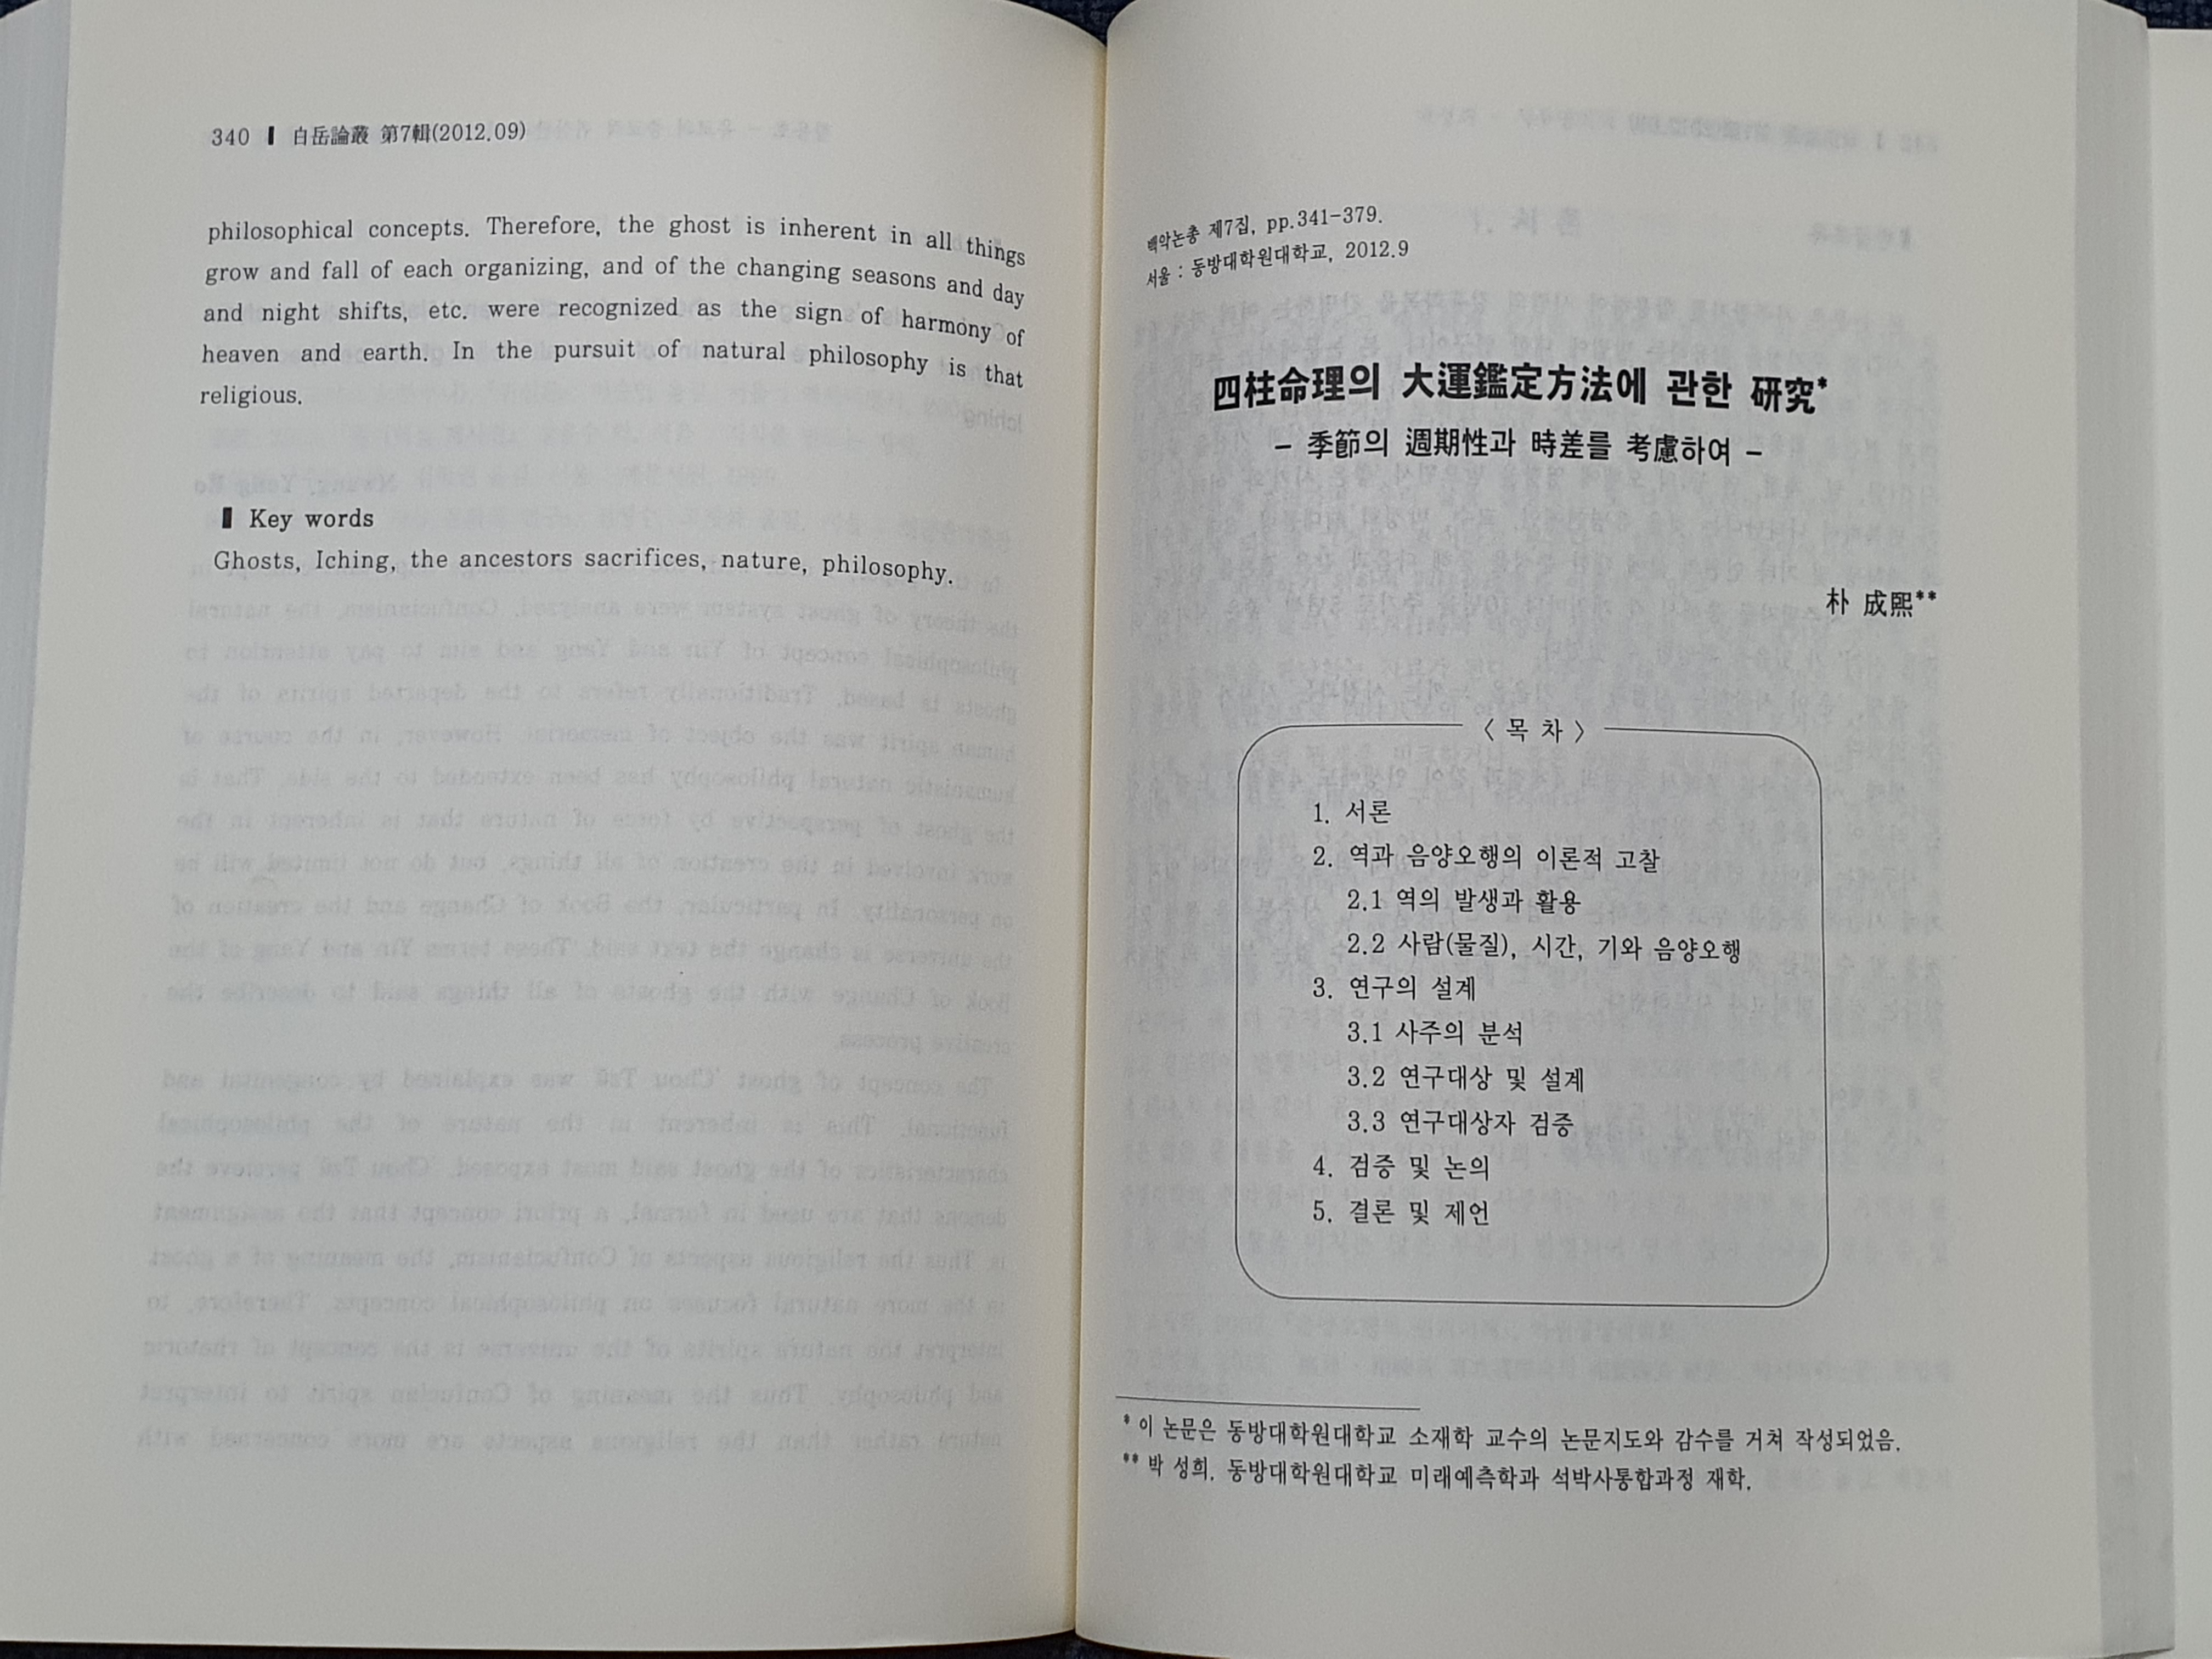 340 ▌ 白岳論叢 第7輯(2012.09)
philosophical concepts. Therefore, the ghost is inherent in all things
grow and fall of each organizing, and of the changing seasons and day
and night shifts, etc. were recognized as the sign of harmony of
heaven and earth. In the pursuit of natural philosophy is that
religious.
▌ Key words
Ghosts, Iching, the ancestors sacrifices, nature, philosophy.
백악논총 제7집, pp.341-379.
서울 : 동방대학원대학교, 2012.9
四柱命理의 大運鑑定方法에 관한 研究*
- 季節의 週期性과 時差를 考慮하여 -
朴 成熙**
〈 목 차 〉
1. 서론
2. 역과 음양오행의 이론적 고찰
2.1 역의 발생과 활용
2.2 사람(물질), 시간, 기와 음양오행
3. 연구의 설계
3.1 사주의 분석
3.2 연구대상 및 설계
3.3 연구대상자 검증
4. 검증 및 논의
5. 결론 및 제언
* 이 논문은 동방대학원대학교 소재학 교수의 논문지도와 감수를 거쳐 작성되었음.
** 박 성희, 동방대학원대학교 미래예측학과 석박사통합과정 재학.